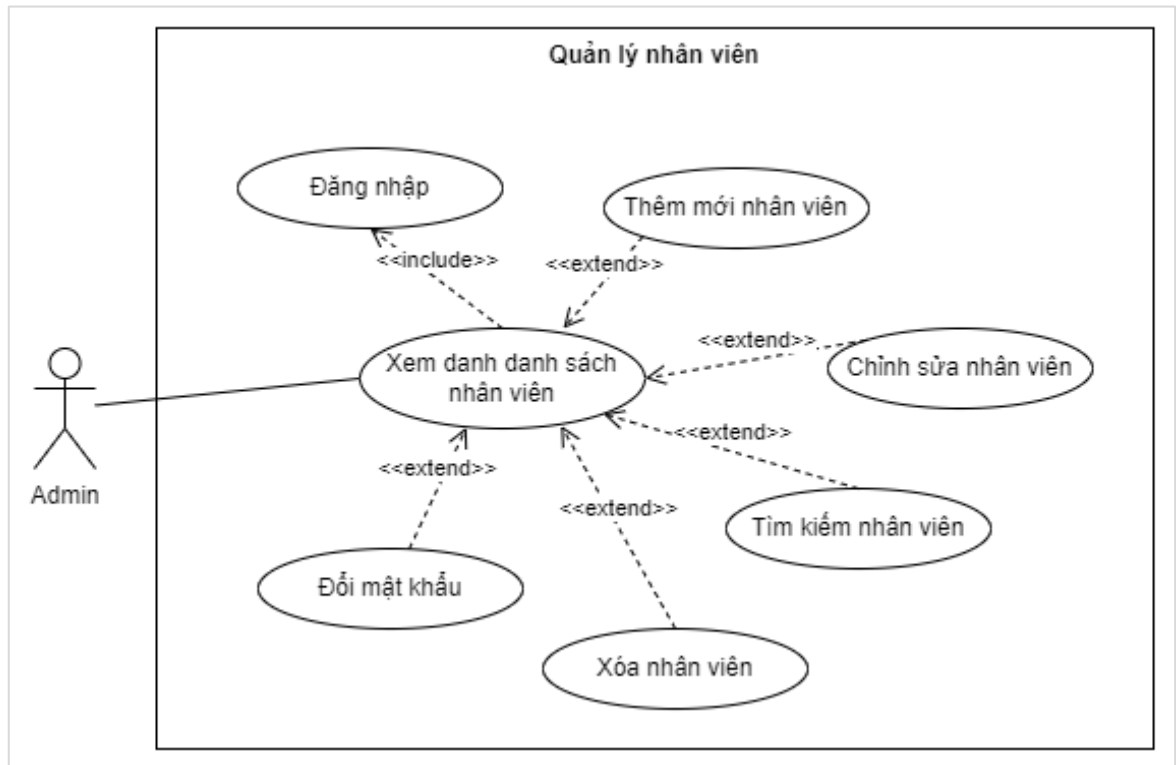 Quản lý nhân viên
Đăng nhập
Thêm mới nhân viên
<<include>>
<<extend>>
<<extend>>
Xem danh danh sách
nhân viên
Chỉnh sửa nhân viên
<<extend>>
<<extend>>
Admin
<<extend>>
Tìm kiếm nhân viên
Đổi mật khẩu
Xóa nhân viên